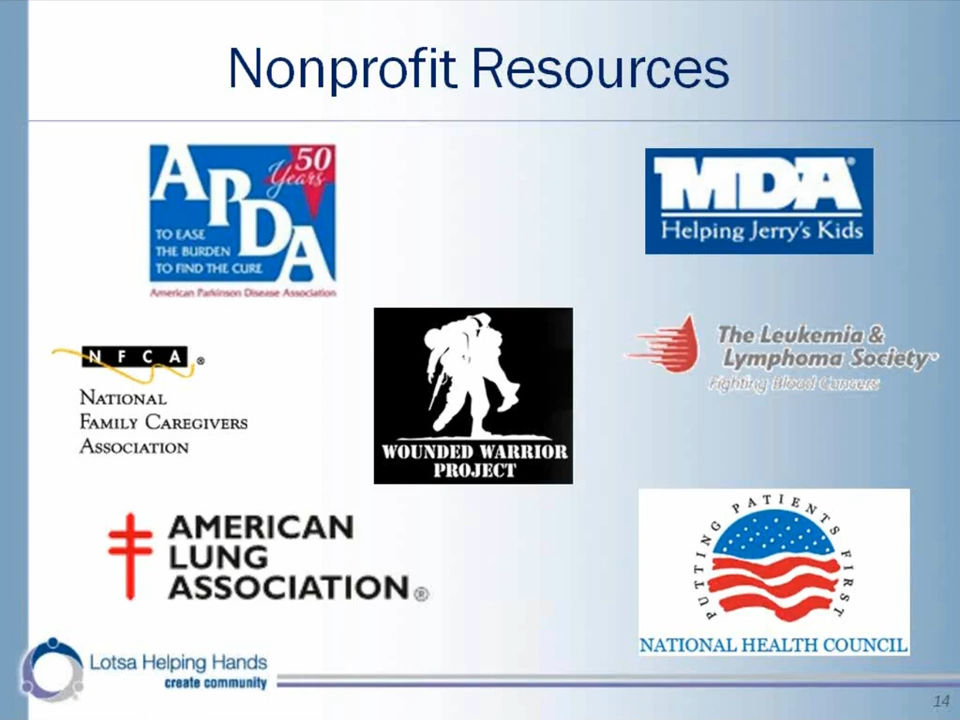 Nonprofit Resources
APDA
50
Years
TO EASE
THE BURDEN
TO FIND THE CURE
American Parkinson Disease Association
MDA®
Helping Jerry's Kids
NFCA®
NATIONAL
FAMILY CAREGIVERS
ASSOCIATION
WOUNDED WARRIOR
PROJECT
The Leukemia &
Lymphoma Society®
Fighting Blood Cancers
AMERICAN
LUNG
ASSOCIATION®
PUTTING PATIENTS FIRST
NATIONAL HEALTH COUNCIL
Lotsa Helping Hands
create community
14